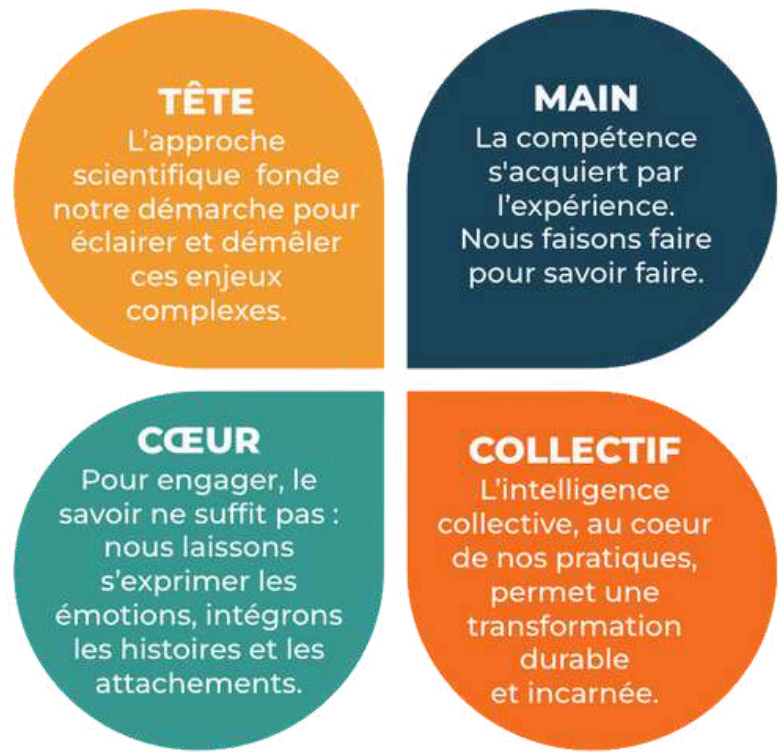 TÊTE
L'approche
scientifique fonde
notre démarche pour
éclairer et démêler
ces enjeux
complexes.
MAIN
La compétence
s'acquiert par
l'expérience.
Nous faisons faire
pour savoir faire.
CŒUR
Pour engager, le
savoir ne suffit pas :
nous laissons
s'exprimer les
émotions, intégrons
les histoires et les
attachements.
COLLECTIF
L'intelligence
collective, au coeur
de nos pratiques,
permet une
transformation
durable
et incarnée.